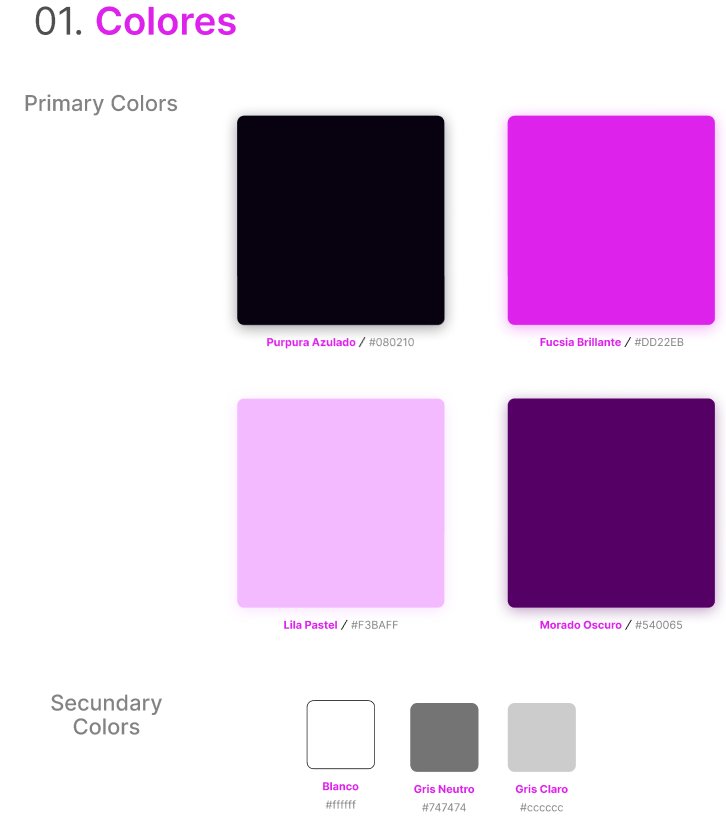 01. Colores
Primary Colors
Purpura Azulado / #080210
Fucsia Brillante / #DD22EB
Lila Pastel / #F3BAFF
Morado Oscuro / #540065
Secundary
Colors
Blanco
#ffffff
Gris Neutro
#747474
Gris Claro
#cccccc